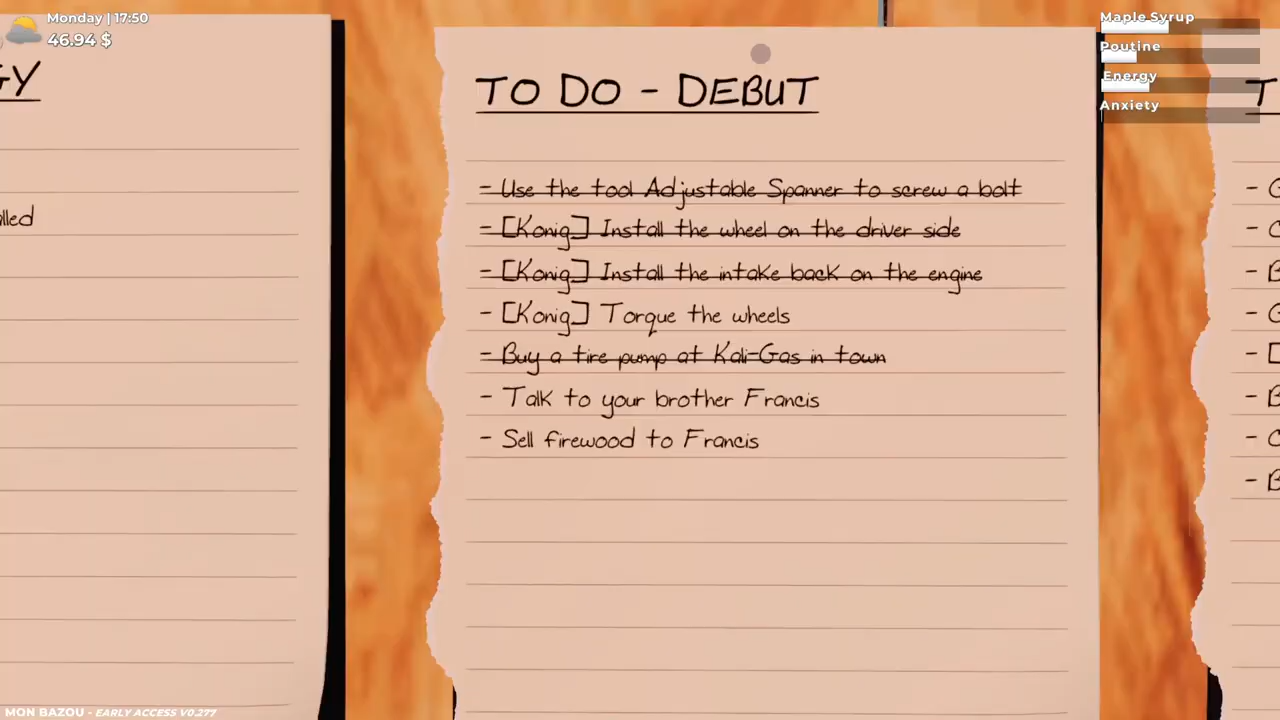 Monday | 17:50
46.94 $
Maple Syrup
Poutine
Energy
Anxiety
GY
lled
TO DO - DEBUT
- Use the tool Adjustable Spanner to screw a bolt
- [Konig] Install the wheel on the driver side
- [Konig] Install the intake back on the engine
- [Konig] Torque the wheels
- Buy a tire pump at Kali-Gas in town
- Talk to your brother Francis
- Sell firewood to Francis
T
MON BAZOU - EARLY ACCESS V0.277